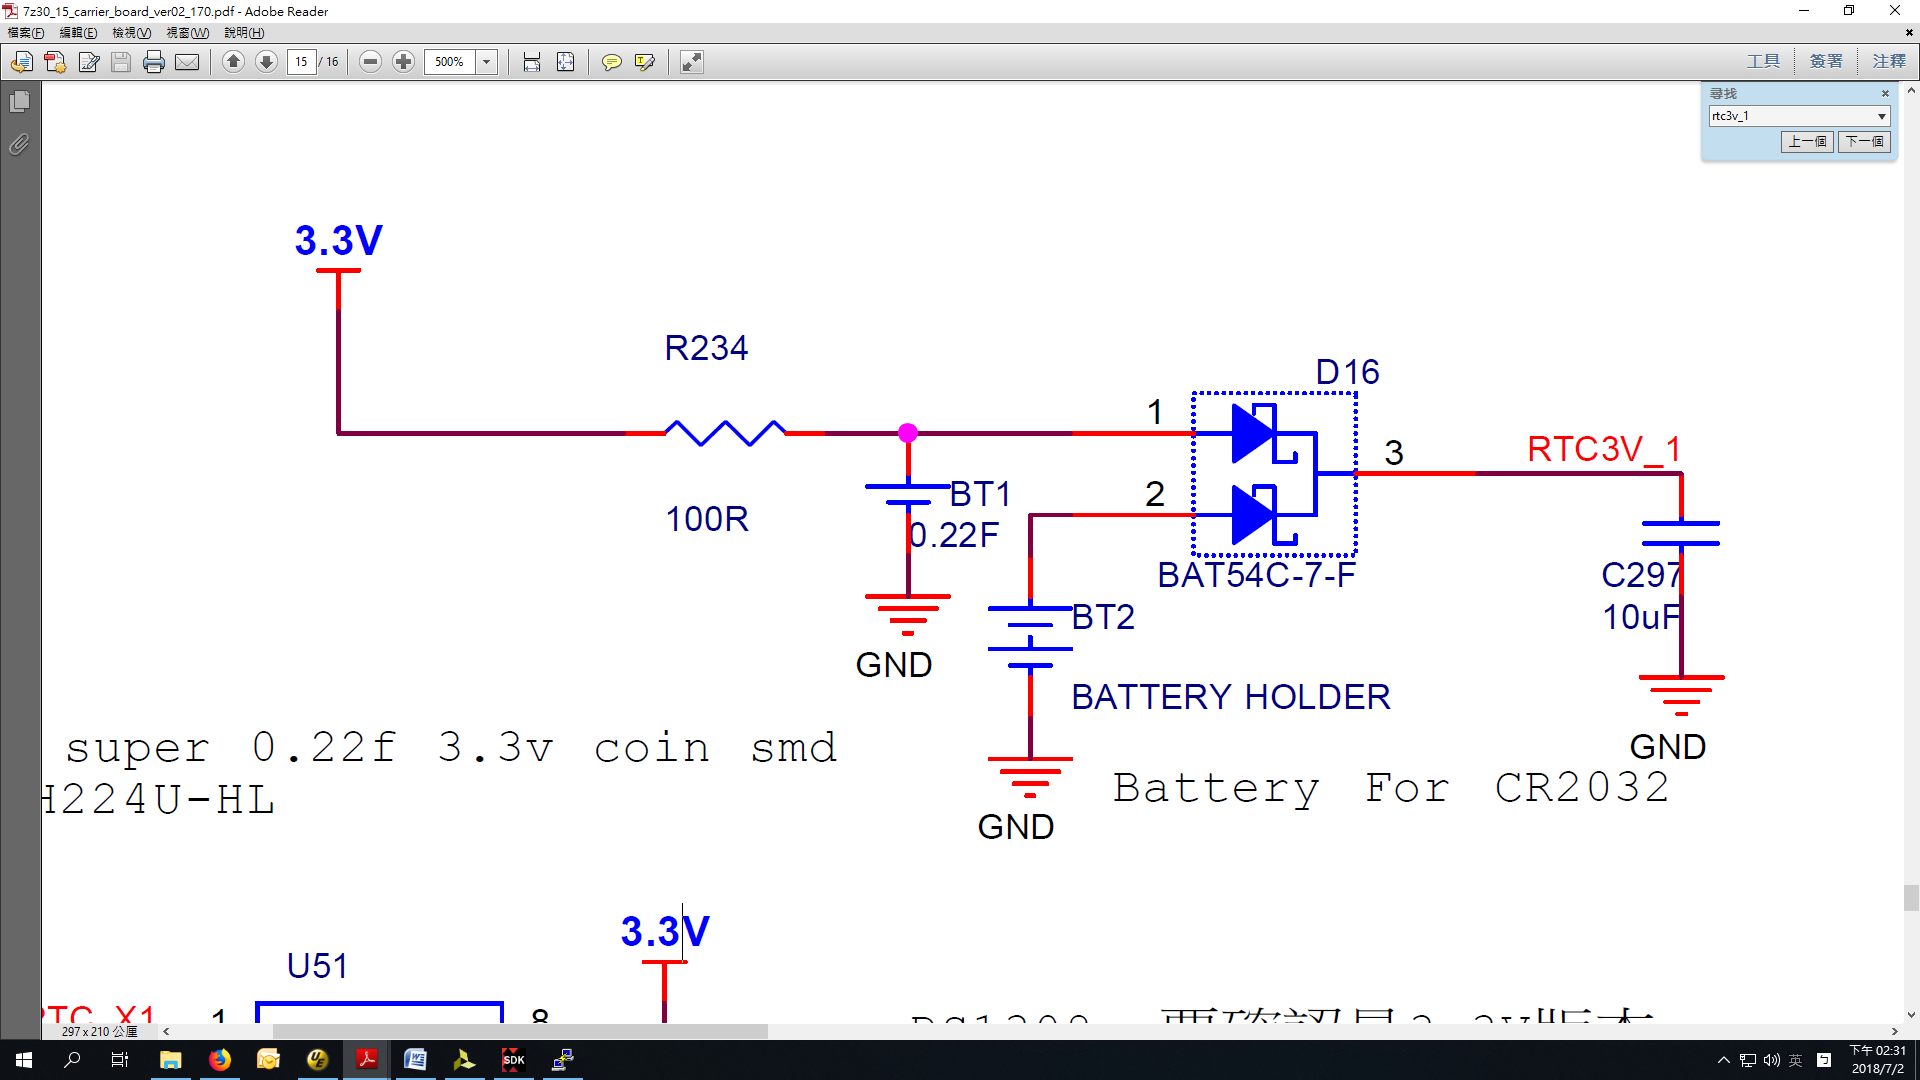 7z30_15_carrier_board_ver02_170.pdf - Adobe Reader
檔案(F) 編輯(E) 檢視(V) 視窗(W) 說明(H)
15 / 16 500% 工具 簽署 注釋
尋找
rtc3v_1
上一個 下一個
3.3V
R234
100R
BT1
0.22F
GND
D16
1
2
3
BAT54C-7-F
RTC3V_1
C297
10uF
GND
BT2
BATTERY HOLDER
GND
super 0.22f 3.3v coin smd
H224U-HL
Battery For CR2032
3.3V
U51
RTC_X1 1 8
297 x 210 公厘
SDK
英
下午 02:31
2018/7/2